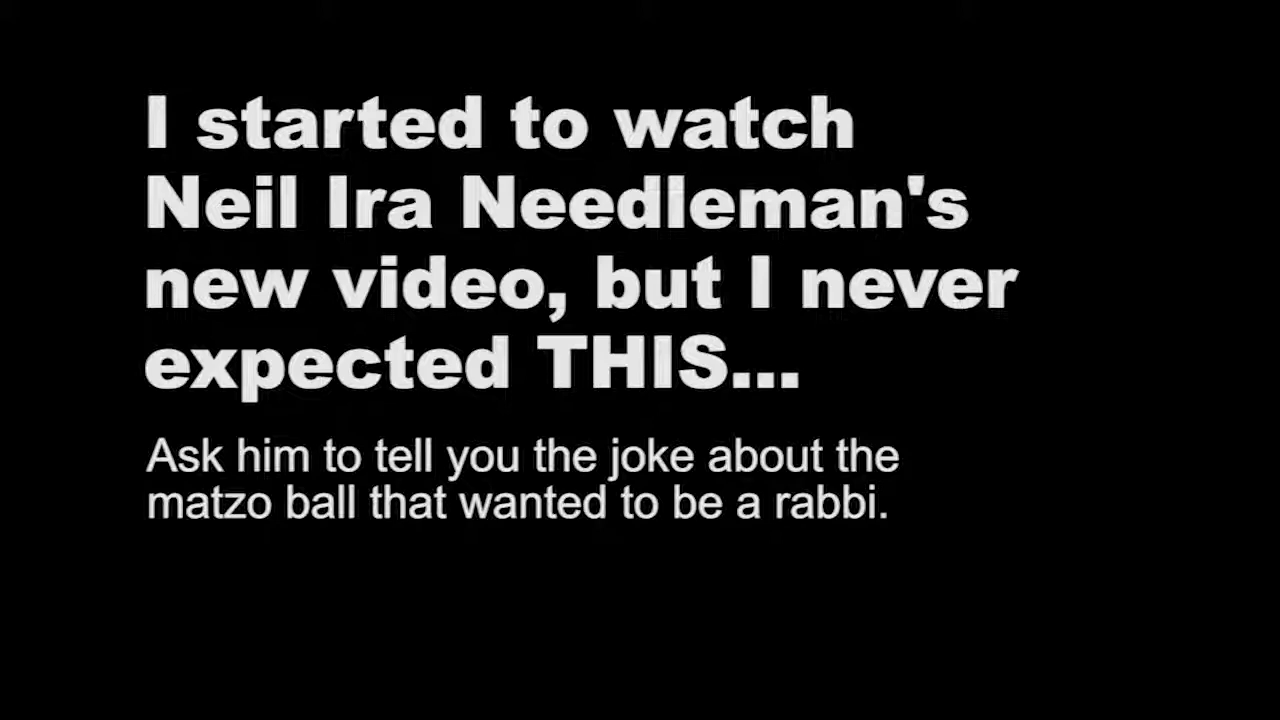 I started to watch
Neil Ira Needleman's
new video, but I never
expected THIS...
Ask him to tell you the joke about the
matzo ball that wanted to be a rabbi.